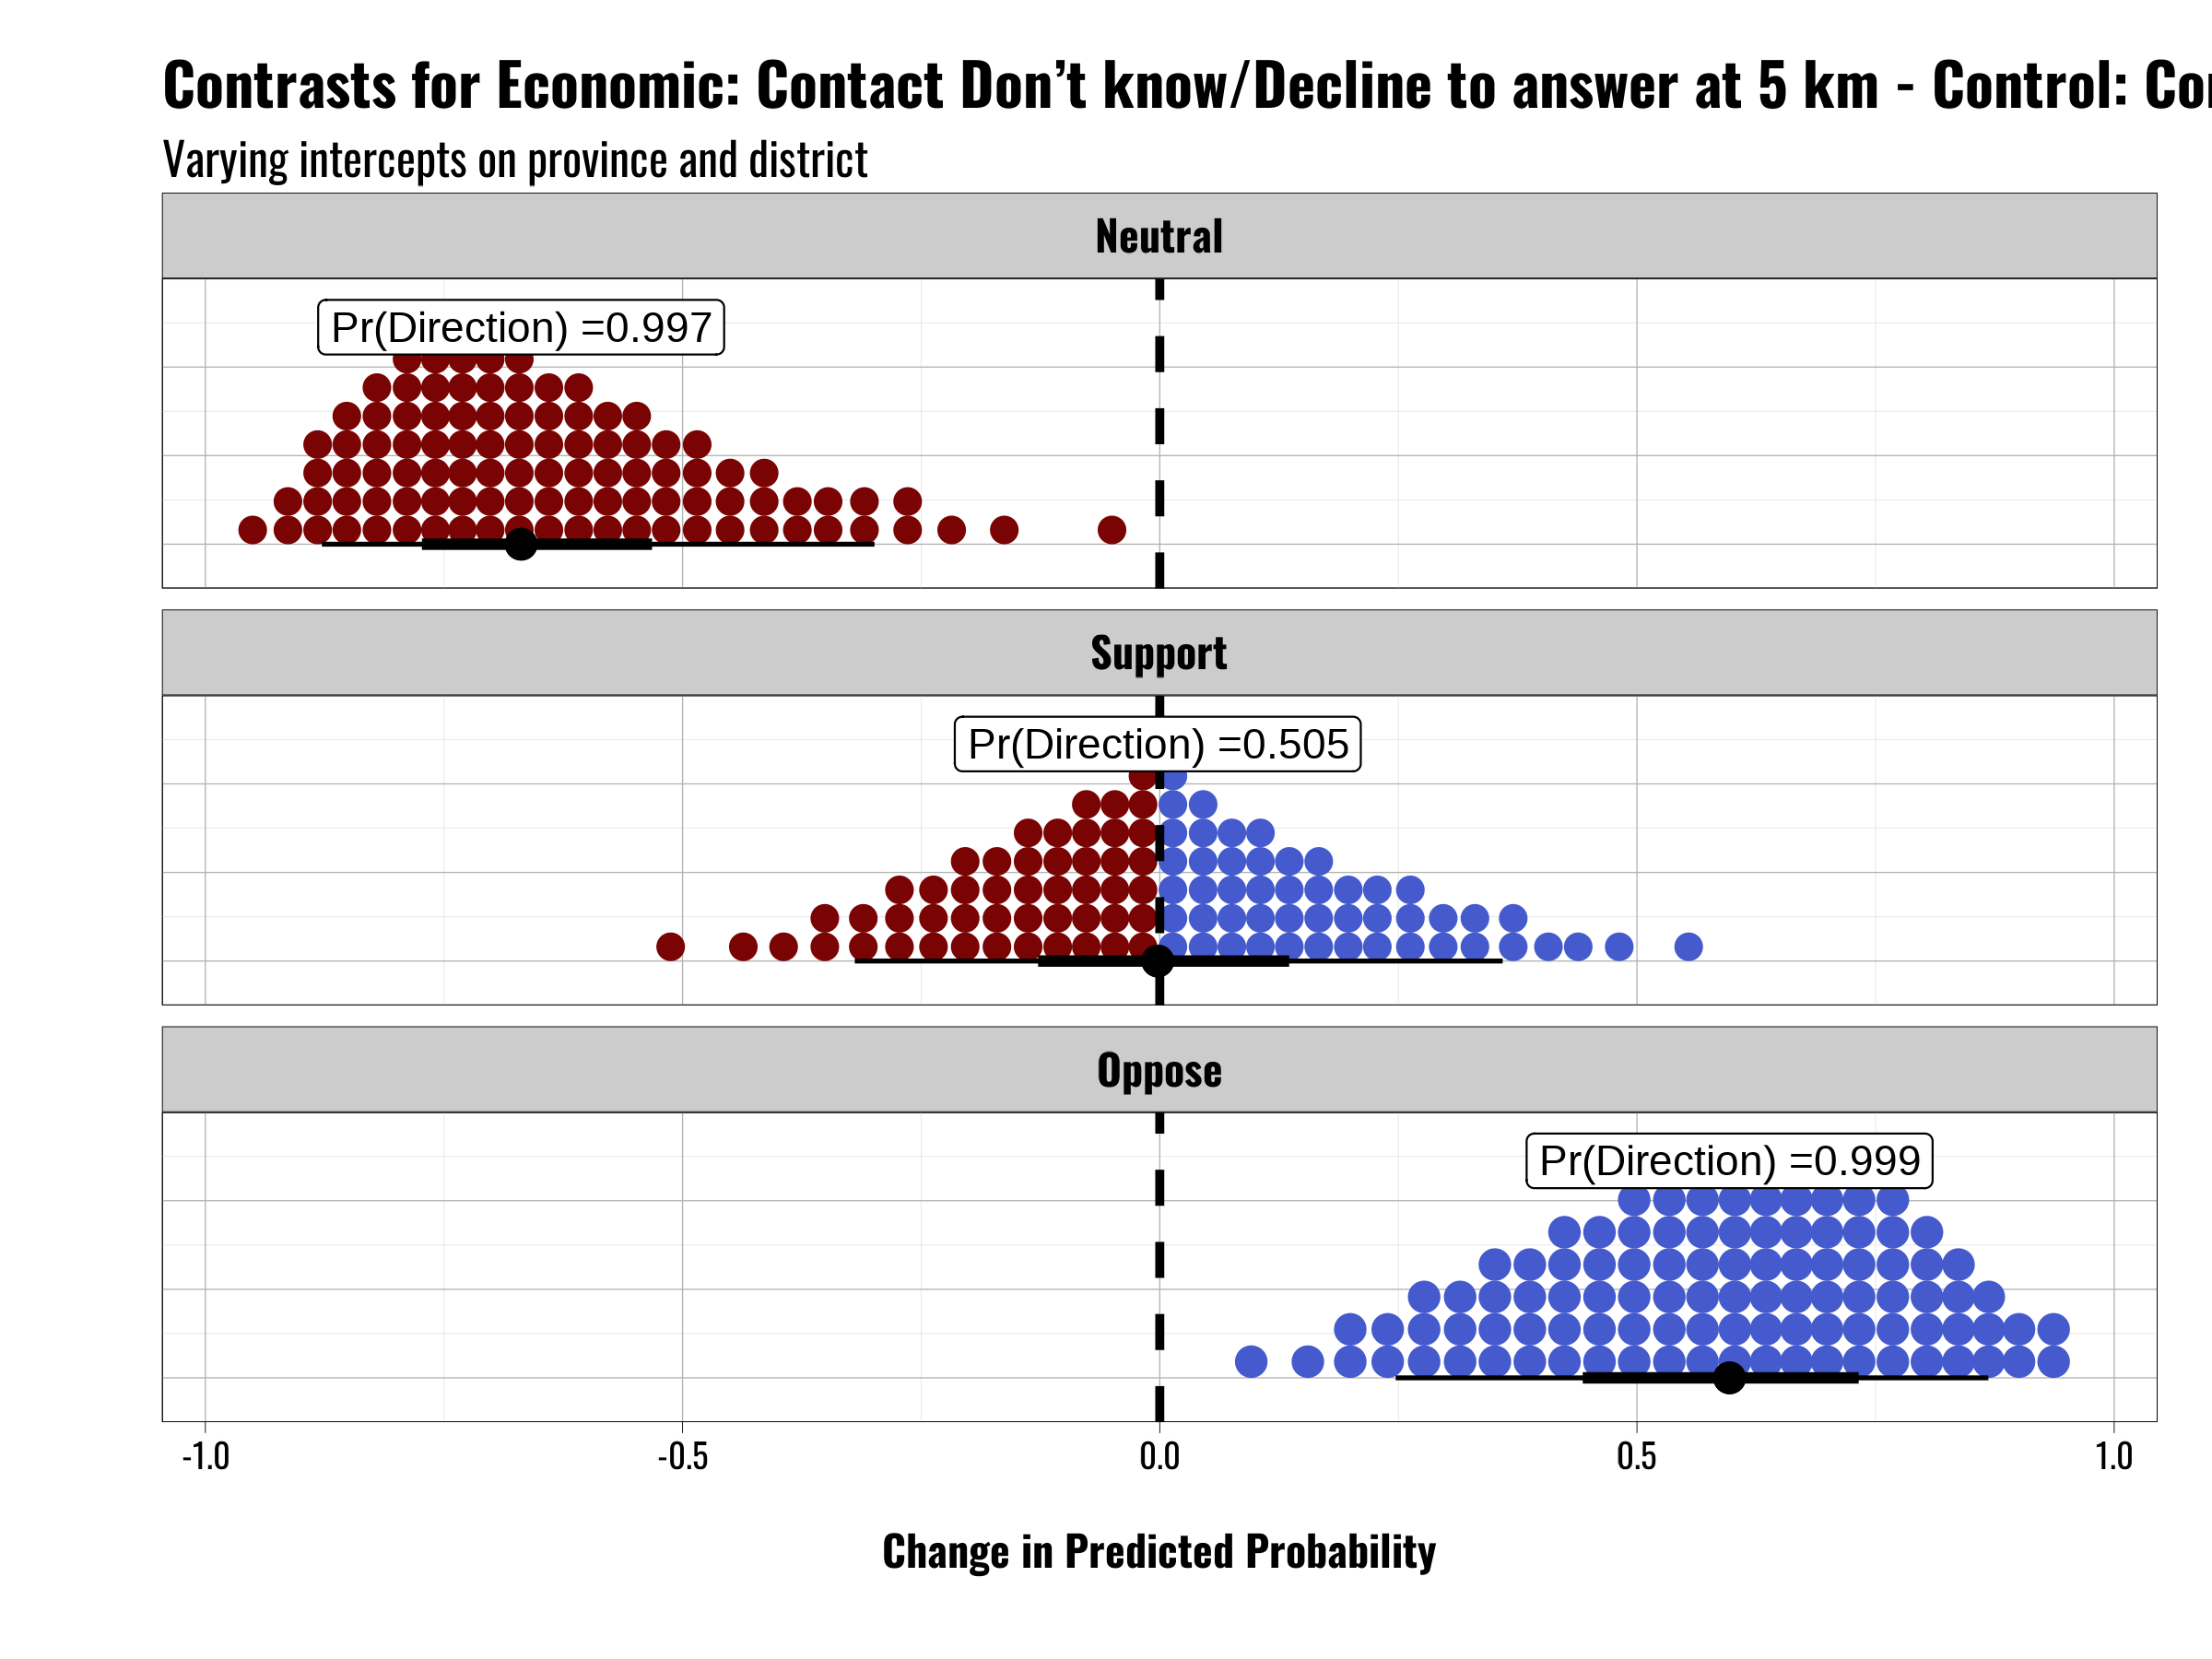 Contrasts for Economic: Contact Don’t know/Decline to answer at 5 km - Control:
Varying intercepts on province and district
Neutral
Pr(Direction) =0.997
Support
Pr(Direction) =0.505
Oppose
Pr(Direction) =0.999
-1.0 -0.5 0.0 0.5 1.0
Change in Predicted Probability